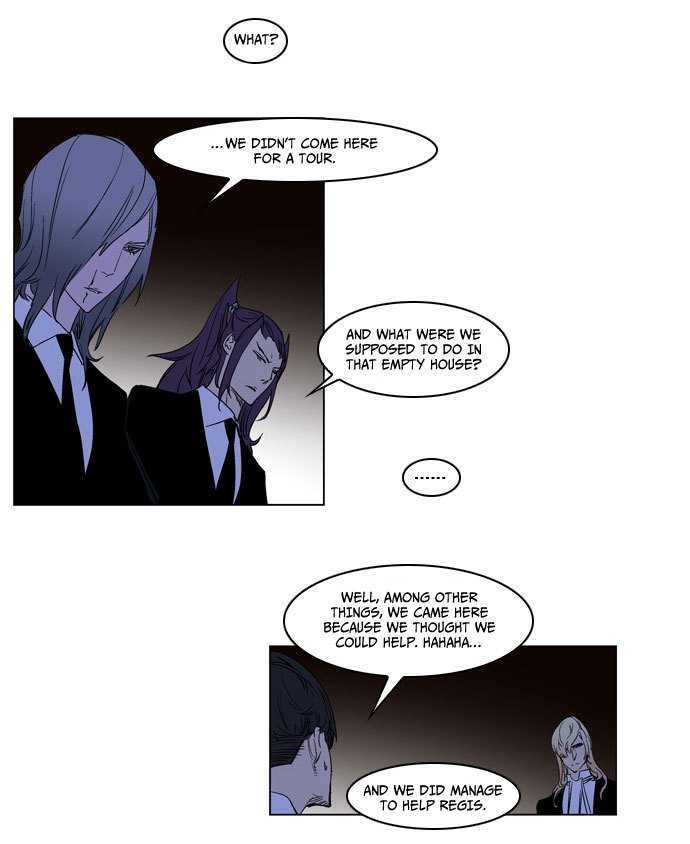 WHAT?
...WE DIDN'T COME HERE
FOR A TOUR.
AND WHAT WERE WE
SUPPOSED TO DO IN
THAT EMPTY HOUSE?
......
WELL, AMONG OTHER
THINGS, WE CAME HERE
BECAUSE WE THOUGHT WE
COULD HELP. HAHAHA...
AND WE DID MANAGE
TO HELP REGIS.